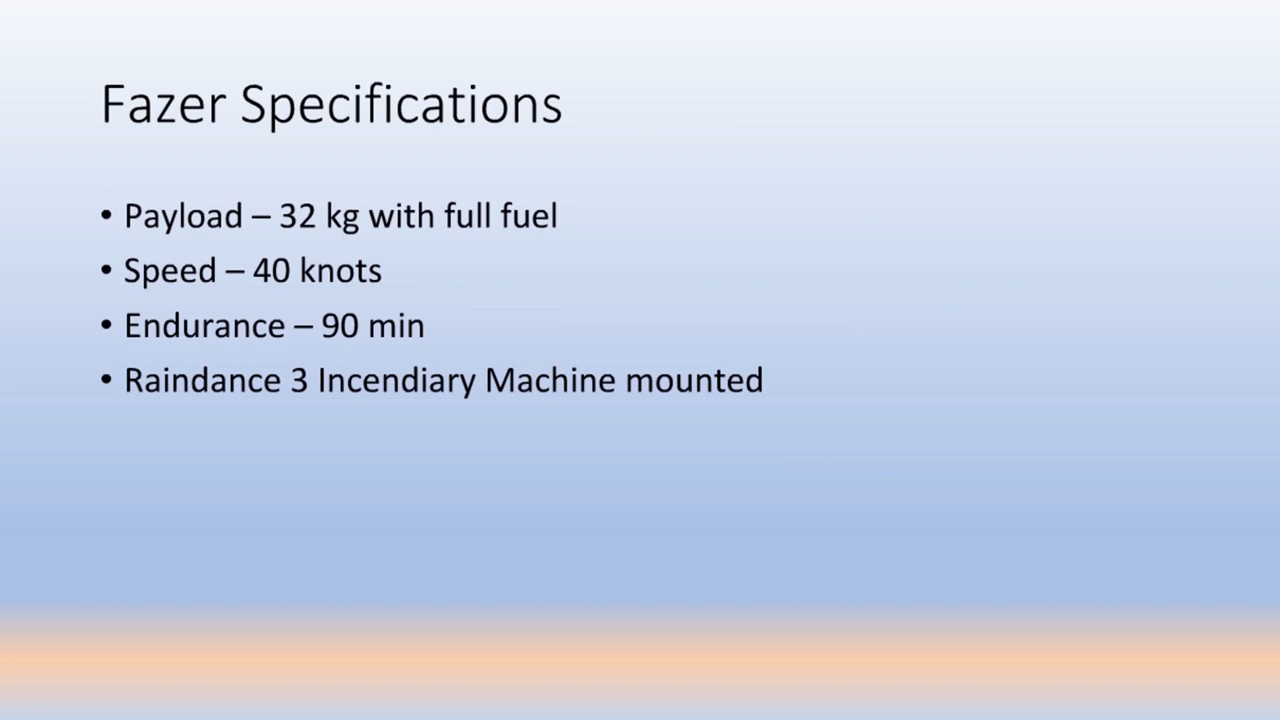 Fazer Specifications
• Payload – 32 kg with full fuel
• Speed – 40 knots
• Endurance – 90 min
• Raindance 3 Incendiary Machine mounted